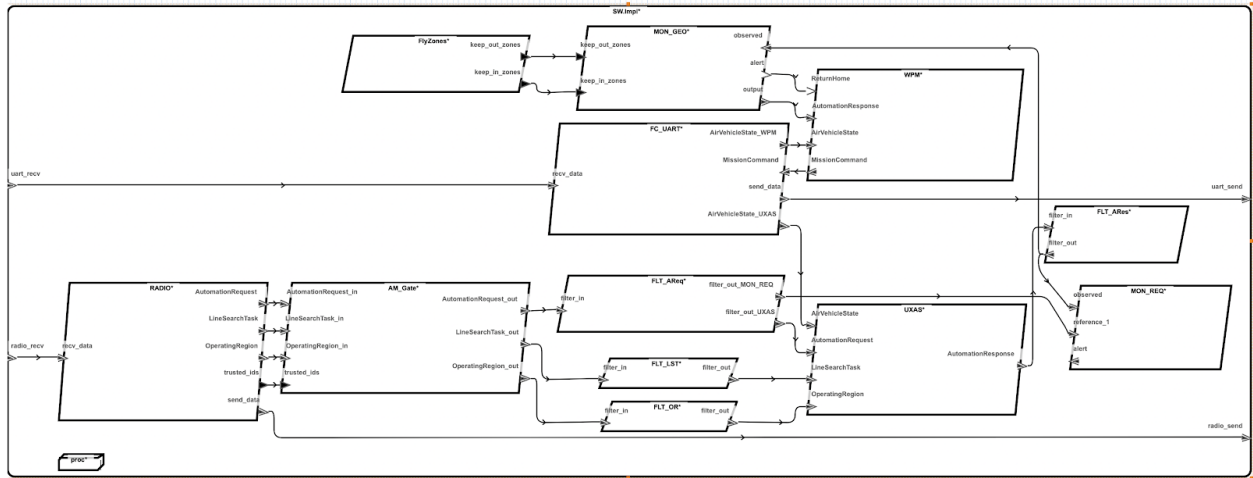 SW.Impl*
FlyZones*
keep_out_zones
keep_in_zones
MON_GEO*
keep_out_zones
keep_in_zones
observed
alert
output
WPM*
ReturnHome
AutomationResponse
AirVehicleState
MissionCommand
FC_UART*
recv_data
AirVehicleState_WPM
MissionCommand
send_data
AirVehicleState_UXAS
uart_recv
uart_send
FLT_ARes*
filter_in
filter_out
RADIO*
recv_data
AutomationRequest
LineSearchTask
OperatingRegion
trusted_ids
send_data
AM_Gate*
AutomationRequest_in
LineSearchTask_in
OperatingRegion_in
trusted_ids
AutomationRequest_out
LineSearchTask_out
OperatingRegion_out
FLT_AReq*
filter_in
filter_out_MON_REQ
filter_out_UXAS
FLT_LST*
filter_in
filter_out
FLT_OR*
filter_in
filter_out
UXAS*
AirVehicleState
AutomationRequest
LineSearchTask
OperatingRegion
AutomationResponse
MON_REQ*
observed
reference_1
alert
radio_recv
radio_send
proc*